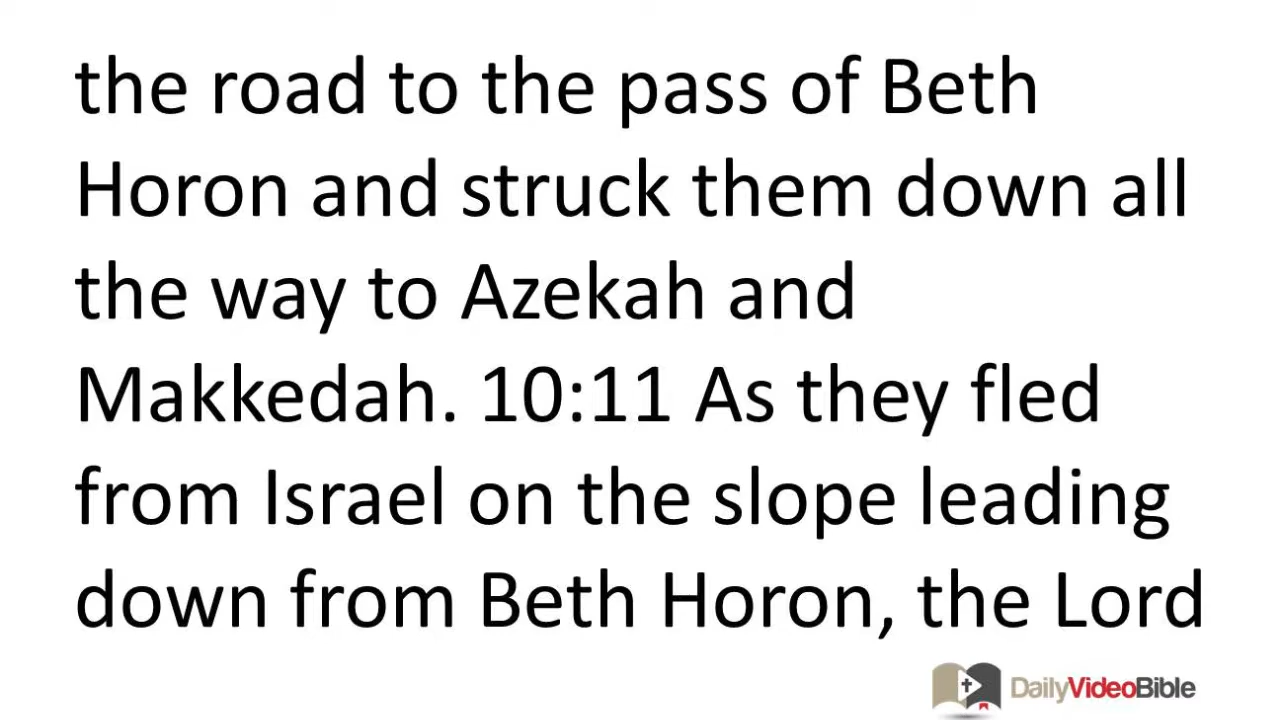 the road to the pass of Beth
Horon and struck them down all
the way to Azekah and
Makkedah. 10:11 As they fled
from Israel on the slope leading
down from Beth Horon, the Lord
DailyVideoBible